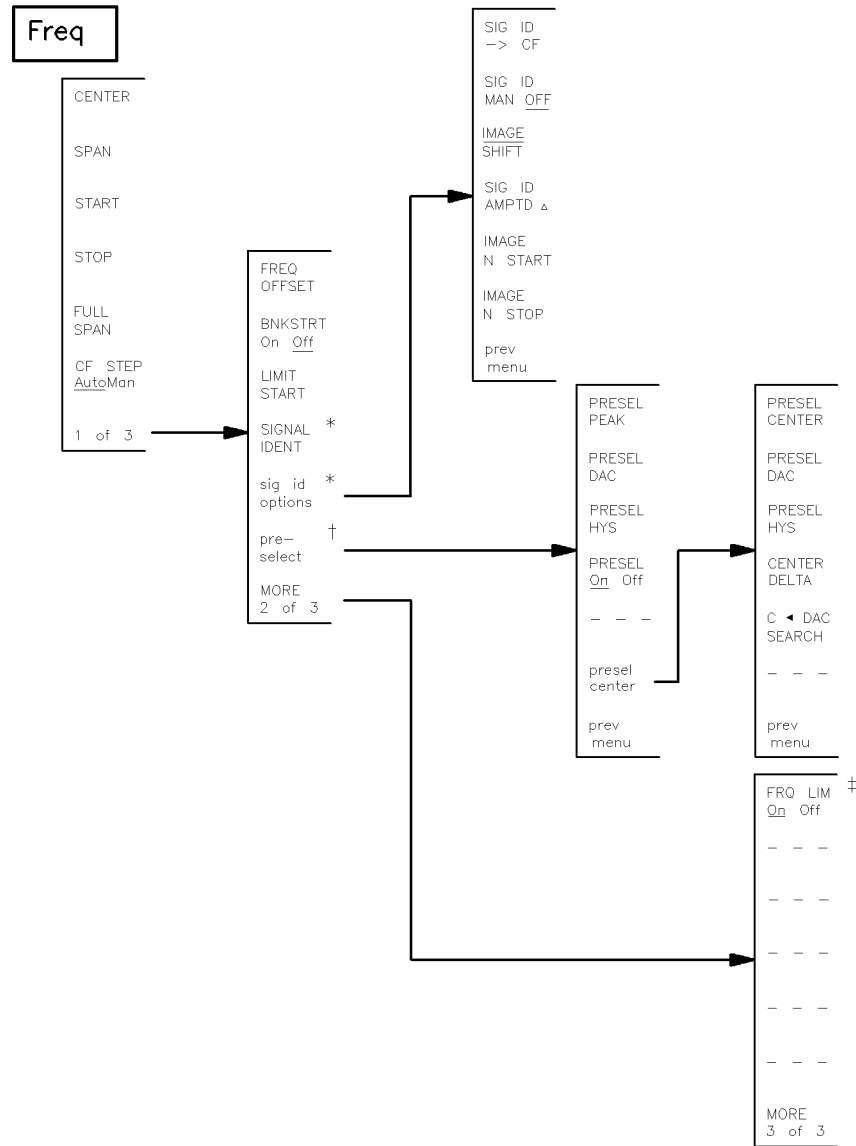 Freq
CENTER
SPAN
START
STOP
FULL
SPAN
CF STEP
AutoMan
1 of 3
FREQ
OFFSET
BNKSTRT
On Off
LIMIT
START
SIGNAL *
IDENT
sig id *
options
pre- †
select
MORE
2 of 3
SIG ID
-> CF
SIG ID
MAN OFF
IMAGE
SHIFT
SIG ID
AMPTD △
IMAGE
N START
IMAGE
N STOP
prev
menu
PRESEL
PEAK
PRESEL
DAC
PRESEL
HYS
PRESEL
On Off
- - -
presel
center
prev
menu
PRESEL
CENTER
PRESEL
DAC
PRESEL
HYS
CENTER
DELTA
C ◄ DAC
SEARCH
- - -
prev
menu
FRQ LIM ‡
On Off
- - -
- - -
- - -
- - -
- - -
MORE
3 of 3